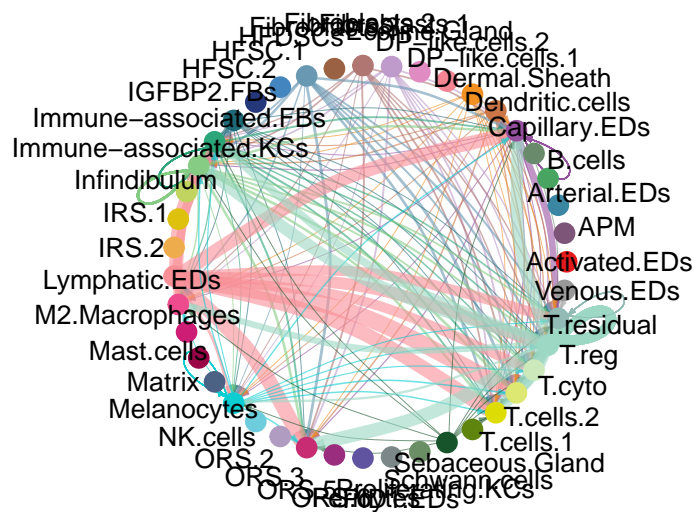 HFSC.1
HFSC.2
IGFBP2.FBs
Immune−associated.FBs
Immune−associated.KCs
Infindibulum
IRS.1
IRS.2
Lymphatic.EDs
M2.Macrophages
Mast.cells
Matrix
Melanocytes
NK.cells
ORS.2
ORS.3
Proliferating.KCs
Schwann.cells
Sebaceous.Gland
T.cells.1
T.cells.2
T.cyto
T.reg
T.residual
Venous.EDs
Activated.EDs
APM
Arterial.EDs
B.cells
Capillary.EDs
Dendritic.cells
Dermal.Sheath
DP−like.cells.1
DP−like.cells.2